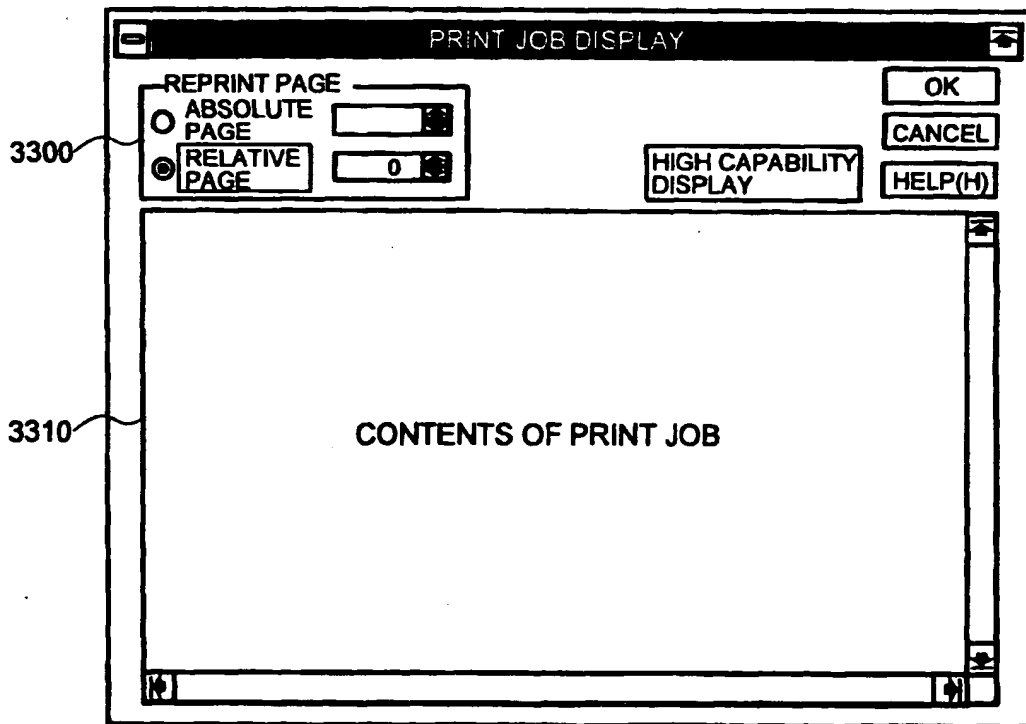 PRINT JOB DISPLAY
REPRINT PAGE
ABSOLUTE
PAGE
RELATIVE
PAGE
0
HIGH CAPABILITY
DISPLAY
OK
CANCEL
HELP(H)
3300
3310
CONTENTS OF PRINT JOB